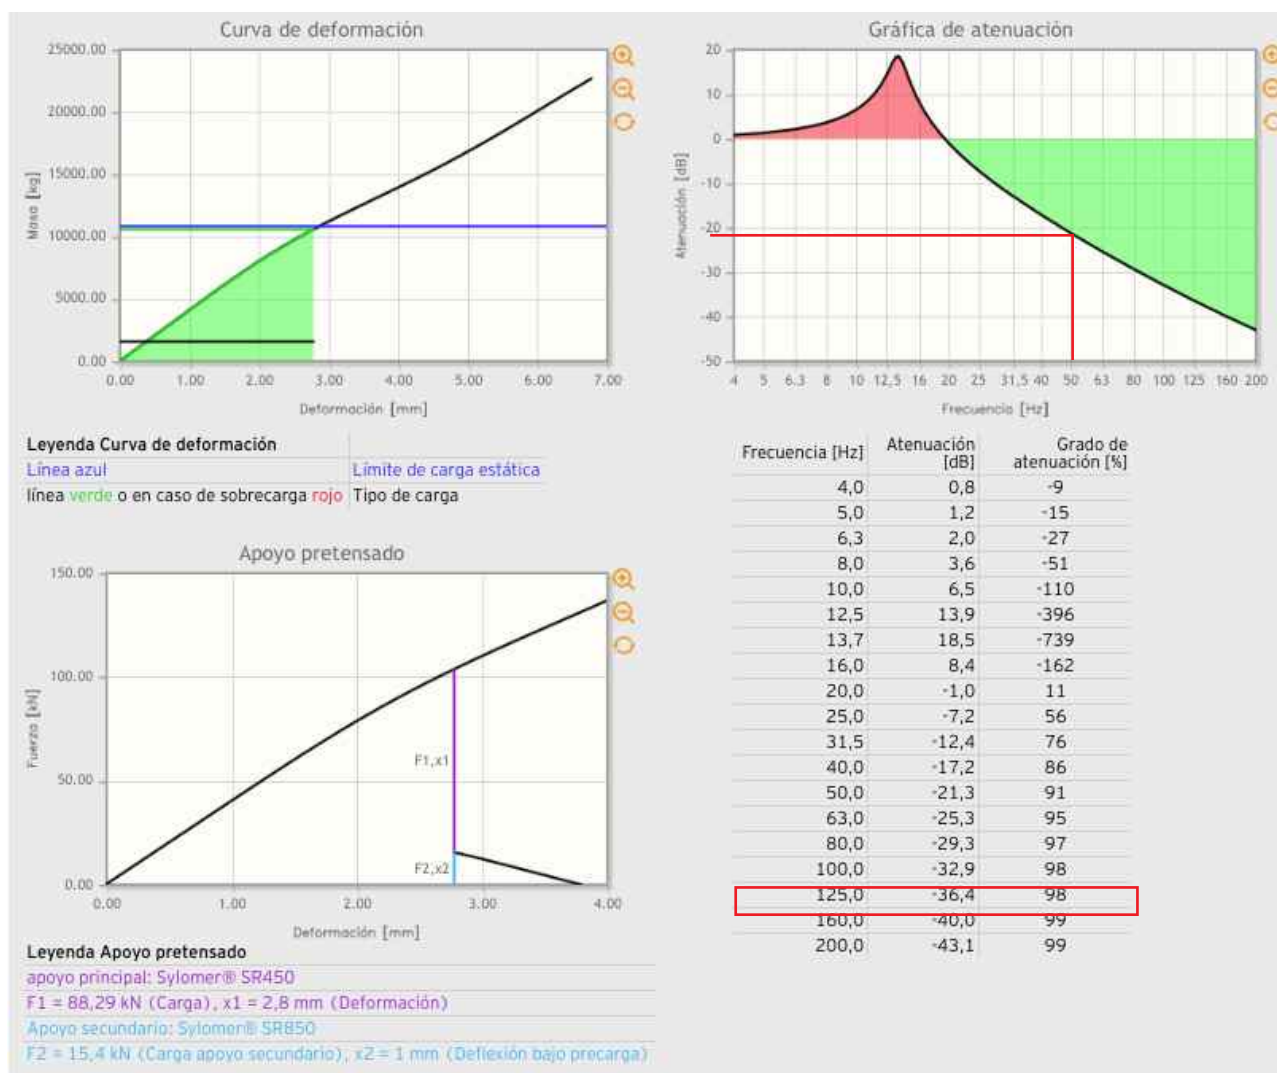 Curva de deformación
25000.00
20000.00
15000.00
10000.00
5000.00
0.00
Masa [kg]
0.00 1.00 2.00 3.00 4.00 5.00 6.00 7.00
Deformación [mm]
Leyenda Curva de deformación
Línea azul Límite de carga estática
línea verde o en caso de sobrecarga rojo Tipo de carga
Apoyo pretensado
150.00
100.00
50.00
0.00
Fuerza [kN]
F1,x1
F2,x2
0.00 1.00 2.00 3.00 4.00
Deformación [mm]
Leyenda Apoyo pretensado
apoyo principal: Sylomer® SR450
F1 = 88,29 kN (Carga), x1 = 2,8 mm (Deformación)
Apoyo secundario: Sylomer® SR850
F2 = 15,4 kN (Carga apoyo secundario), x2 = 1 mm (Deflexión bajo precarga)
Gráfica de atenuación
20
10
0
-10
-20
-30
-40
-50
Atenuación [dB]
4 5 6.3 8 10 12,5 16 20 25 31,5 40 50 63 80 100 125 160 200
Frecuencia [Hz]
Frecuencia [Hz] Atenuación [dB] Grado de atenuación [%]
4,0 0,8 -9
5,0 1,2 -15
6,3 2,0 -27
8,0 3,6 -51
10,0 6,5 -110
12,5 13,9 -396
13,7 18,5 -739
16,0 8,4 -162
20,0 -1,0 11
25,0 -7,2 56
31,5 -12,4 76
40,0 -17,2 86
50,0 -21,3 91
63,0 -25,3 95
80,0 -29,3 97
100,0 -32,9 98
125,0 -36,4 98
160,0 -40,0 99
200,0 -43,1 99